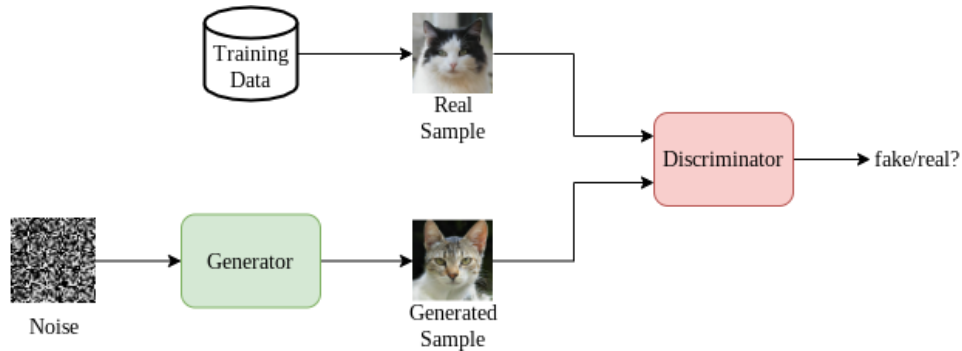 Training
Data
Real
Sample
Discriminator
fake/real?
Noise
Generator
Generated
Sample